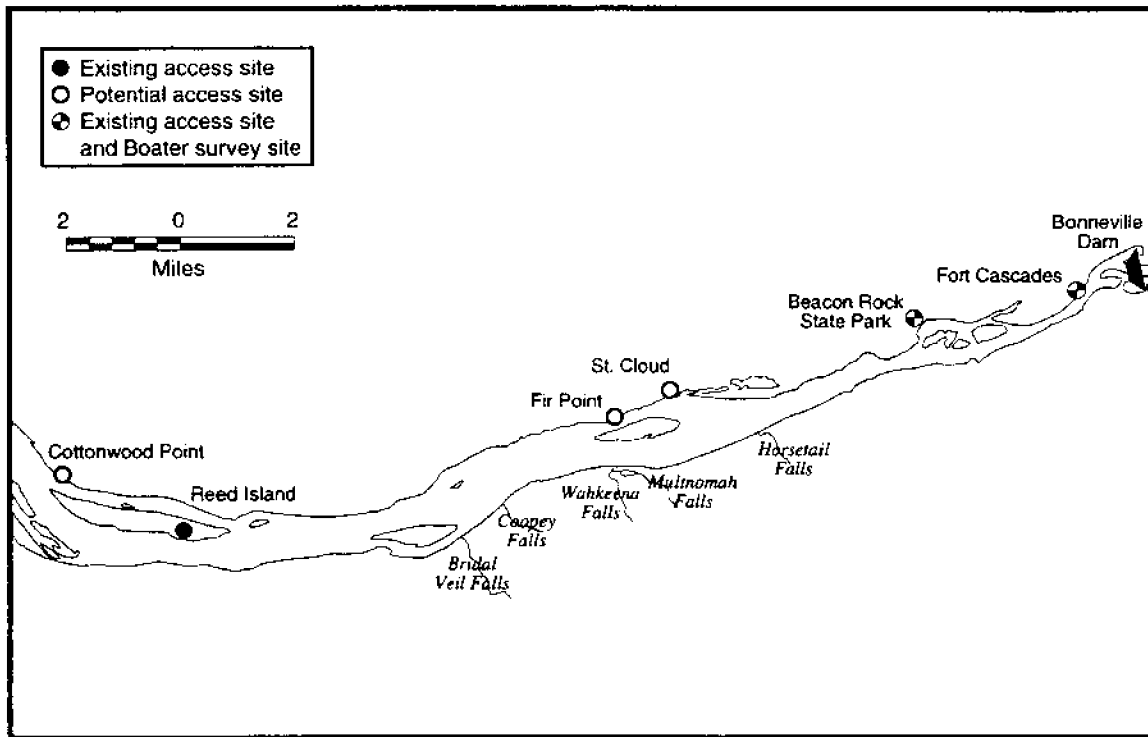 Existing access site
Potential access site
Existing access site
and Boater survey site
2 0 2
Miles
Bonneville
Dam
Fort Cascades
Beacon Rock
State Park
St. Cloud
Fir Point
Horsetail
Falls
Cottonwood Point
Reed Island
Multnomah
Falls
Wahkeena
Falls
Coopey
Falls
Bridal
Veil Falls